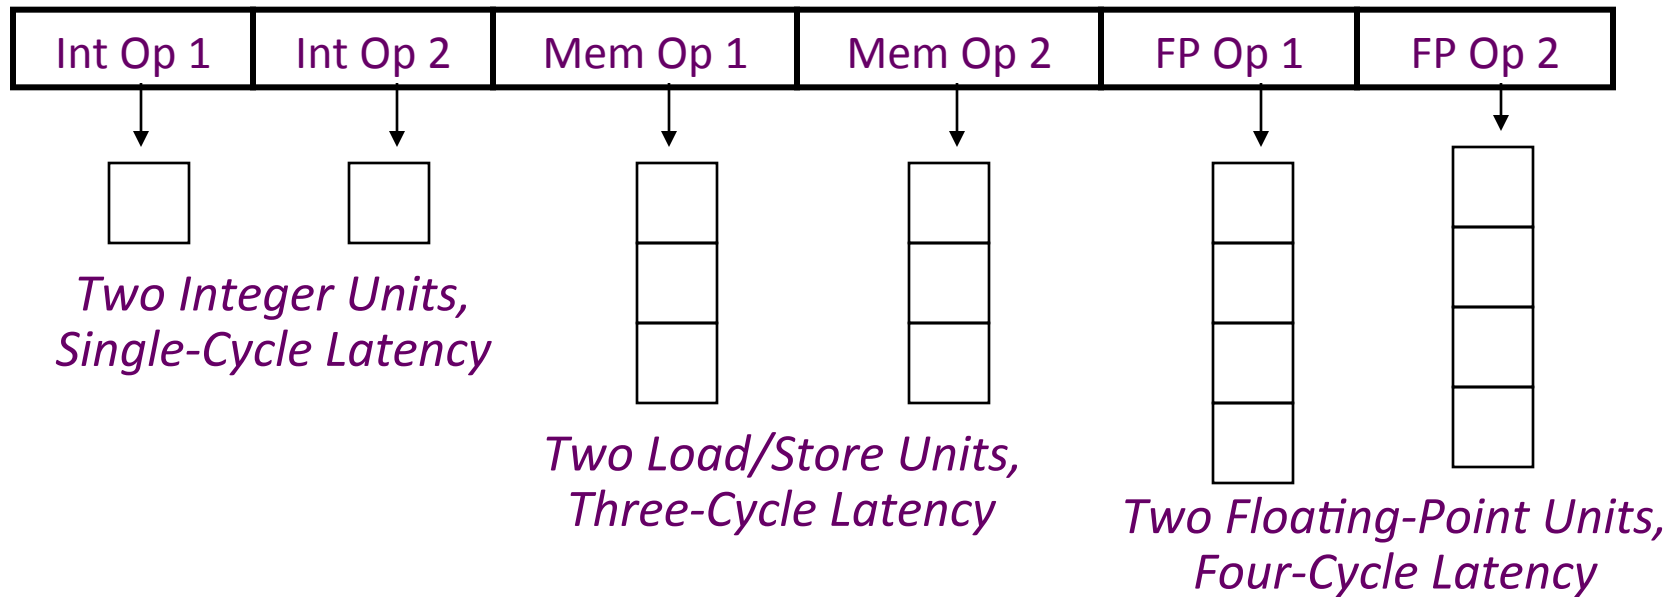 Int Op 1 Int Op 2 Mem Op 1 Mem Op 2 FP Op 1 FP Op 2
Two Integer Units,
Single-Cycle Latency
Two Load/Store Units,
Three-Cycle Latency
Two Floating-Point Units,
Four-Cycle Latency